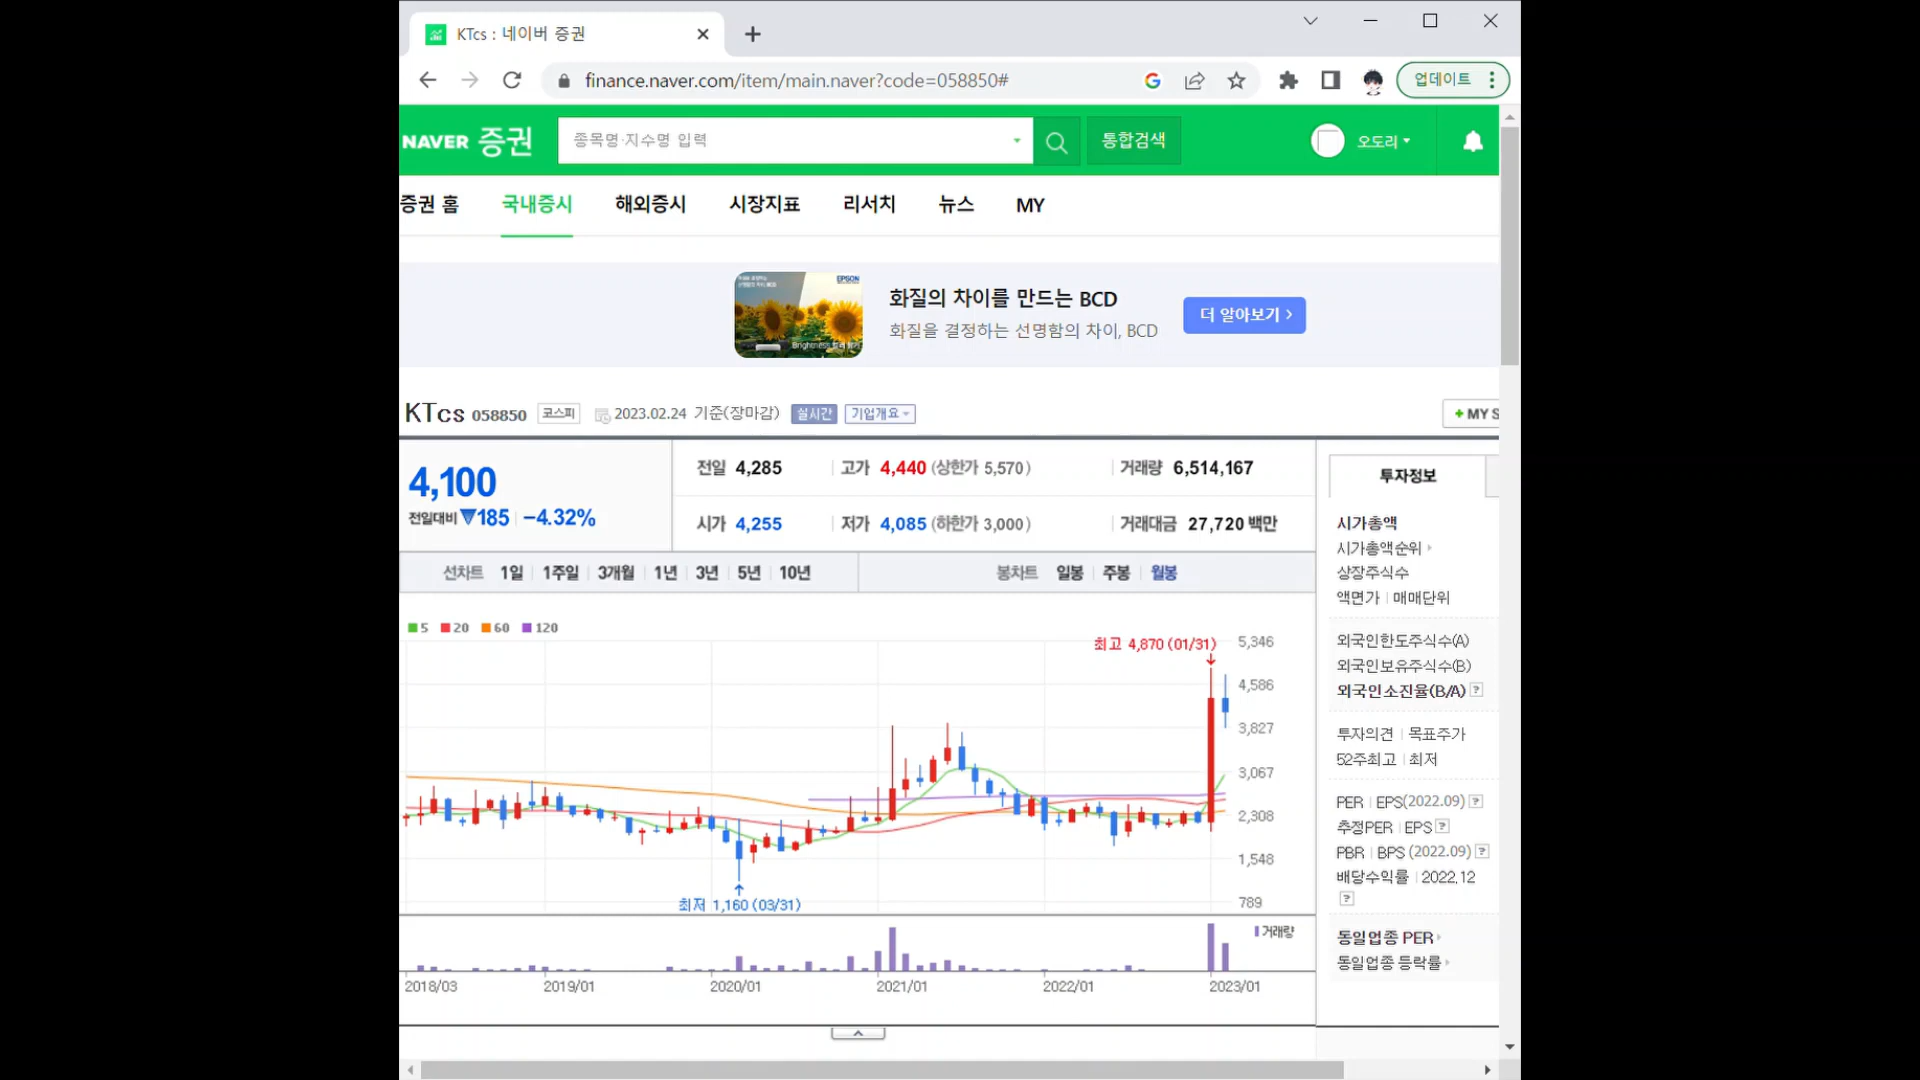 KTcs : 네이버 증권
finance.naver.com/item/main.naver?code=058850#
업데이트
NAVER 증권
종목명·지수명 입력
통합검색
오도리
증권 홈 국내증시 해외증시 시장지표 리서치 뉴스 MY
EPSON
화질의 차이를 만드는 BCD
화질을 결정하는 선명함의 차이, BCD
더 알아보기 >
KTcs 058850 코스피 2023.02.24 기준(장마감) 실시간 기업개요
+ MY S
4,100
전일대비 ▼185 −4.32%
전일 4,285 고가 4,440 (상한가 5,570) 거래량 6,514,167
시가 4,255 저가 4,085 (하한가 3,000) 거래대금 27,720 백만
선차트 1일 1주일 3개월 1년 3년 5년 10년 봉차트 일봉 주봉 월봉
5 20 60 120
최고 4,870 (01/31)
5,346
4,586
3,827
3,067
2,308
1,548
789
최저 1,160 (03/31)
거래량
2018/03 2019/01 2020/01 2021/01 2022/01 2023/01
투자정보
시가총액
시가총액순위
상장주식수
액면가 | 매매단위
외국인한도주식수(A)
외국인보유주식수(B)
외국인소진율(B/A) ?
투자의견 | 목표주가
52주최고 | 최저
PER | EPS(2022.09) ?
추정PER | EPS ?
PBR | BPS (2022.09) ?
배당수익률 | 2022.12
?
동일업종 PER
동일업종 등락률